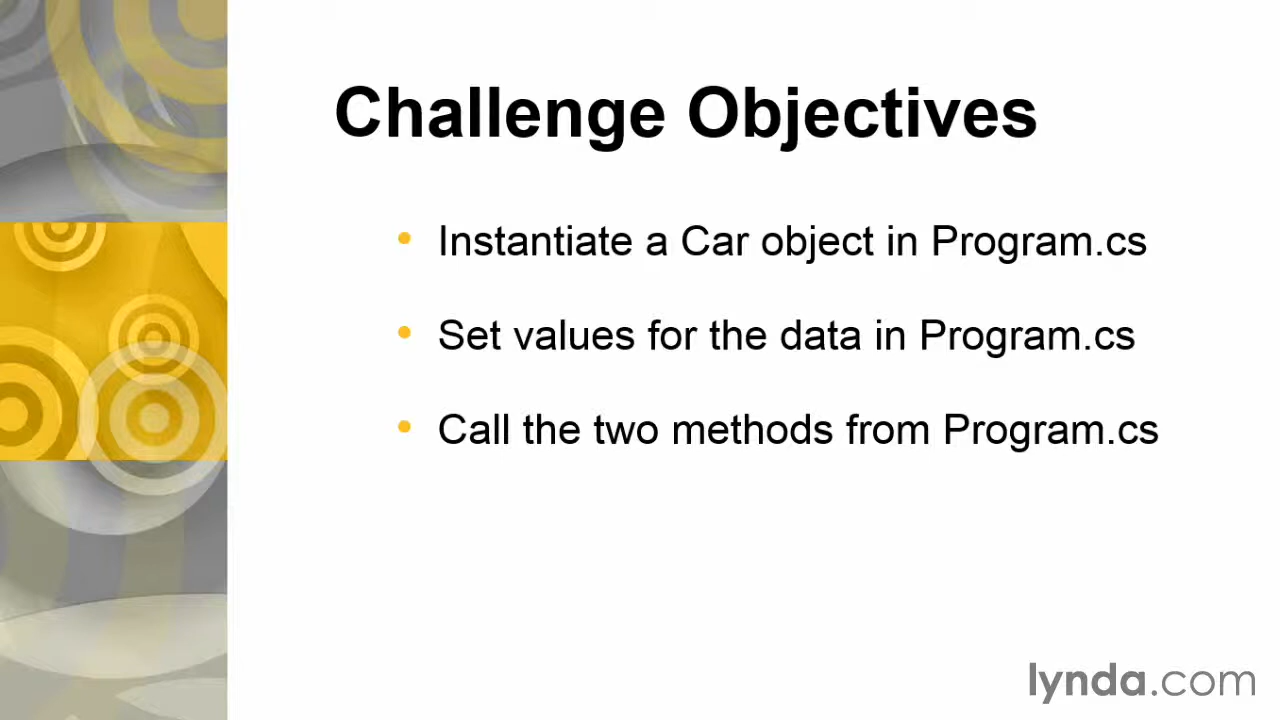 Challenge Objectives
• Instantiate a Car object in Program.cs
• Set values for the data in Program.cs
• Call the two methods from Program.cs
lynda.com